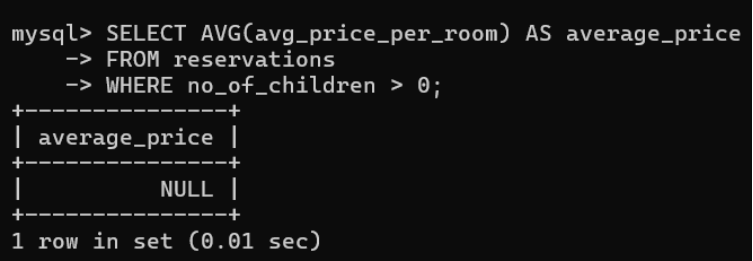 mysql> SELECT AVG(avg_price_per_room) AS average_price
    -> FROM reservations
    -> WHERE no_of_children > 0;
+---------------+
| average_price |
+---------------+
|          NULL |
+---------------+
1 row in set (0.01 sec)